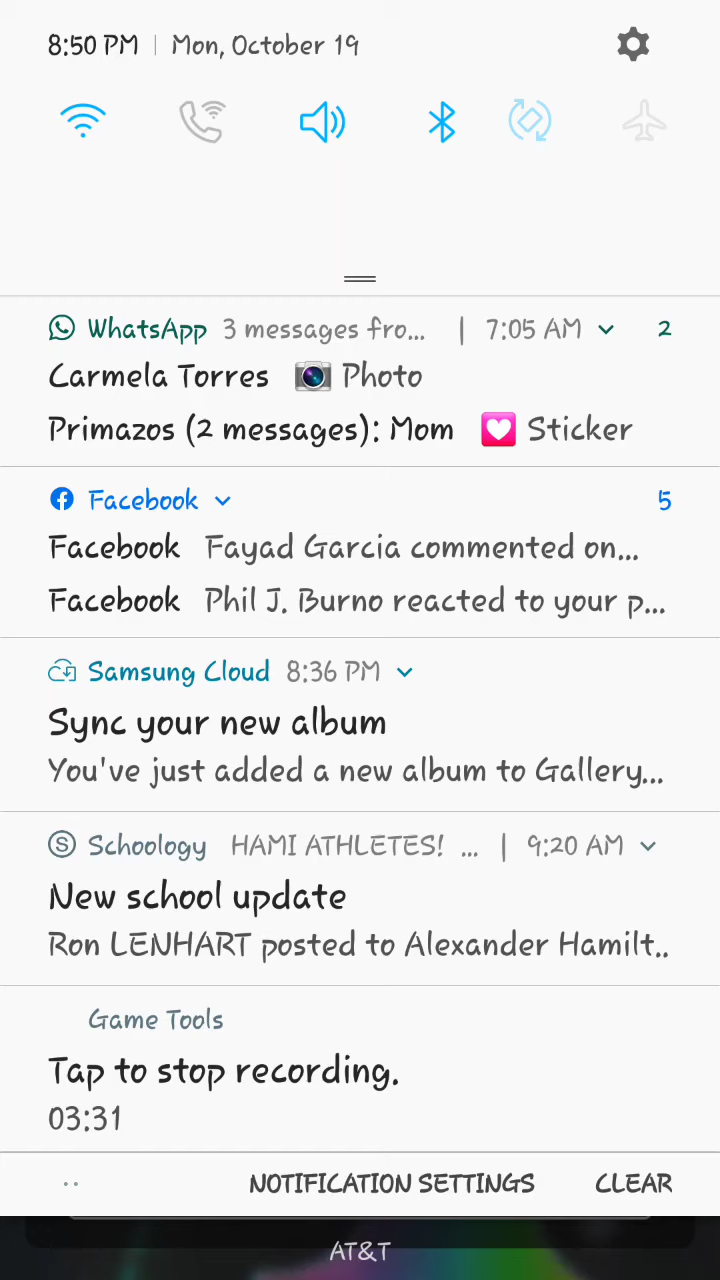 8:50 PM | Mon, October 19
WhatsApp 3 messages fro... | 7:05 AM 2
Carmela Torres 📷 Photo
Primazos (2 messages): Mom 💟 Sticker
Facebook 5
Facebook Fayad Garcia commented on...
Facebook Phil J. Burno reacted to your p...
Samsung Cloud 8:36 PM
Sync your new album
You've just added a new album to Gallery...
Schoology HAMI ATHLETES! ... | 9:20 AM
New school update
Ron LENHART posted to Alexander Hamilt..
Game Tools
Tap to stop recording.
03:31
NOTIFICATION SETTINGS CLEAR
AT&T